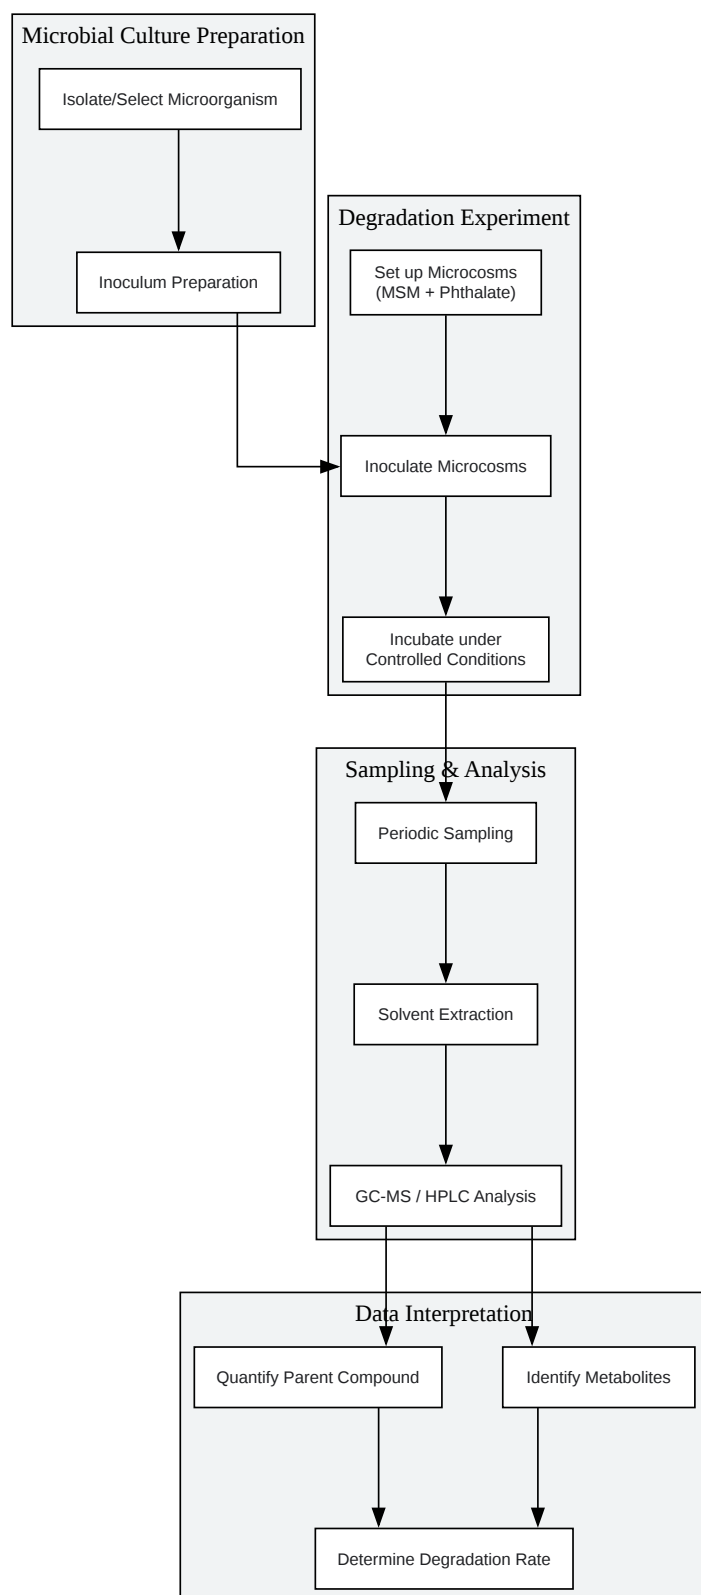 Microbial Culture Preparation
Isolate/Select Microorganism
Inoculum Preparation
Degradation Experiment
Set up Microcosms
(MSM + Phthalate)
Inoculate Microcosms
Incubate under
Controlled Conditions
Sampling & Analysis
Periodic Sampling
Solvent Extraction
GC-MS / HPLC Analysis
Data Interpretation
Quantify Parent Compound
Identify Metabolites
Determine Degradation Rate